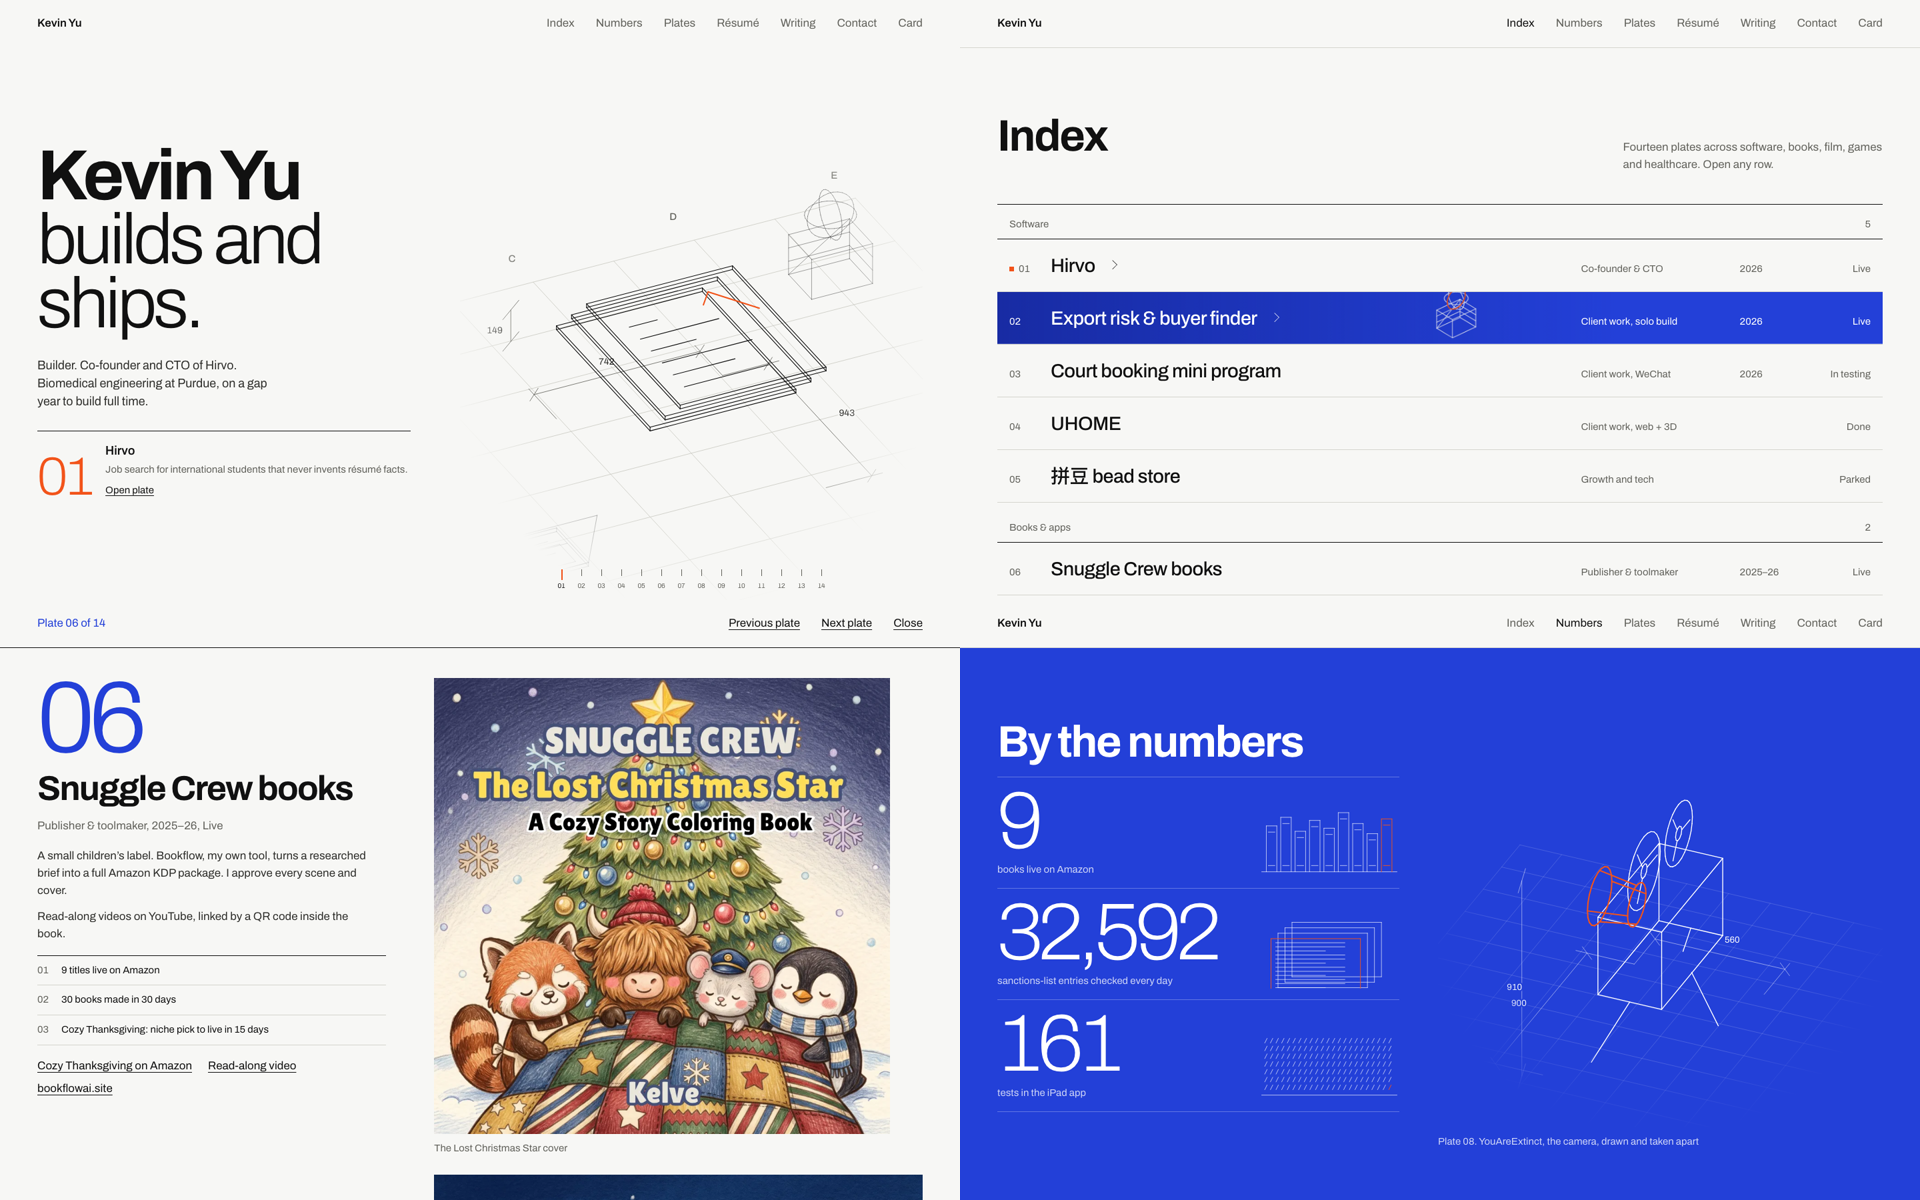 Kevin Yu
Index Numbers Plates Résumé Writing Contact Card
Kevin Yu
builds and
ships.
Builder. Co-founder and CTO of Hirvo.
Biomedical engineering at Purdue, on a gap
year to build full time.
01
Hirvo
Job search for international students that never invents résumé facts.
Open plate
C
D
E
149
742
943
01 02 03 04 05 06 07 08 09 10 11 12 13 14
Kevin Yu
Index Numbers Plates Résumé Writing Contact Card
Index
Fourteen plates across software, books, film, games
and healthcare. Open any row.
Software 5
01 Hirvo Co-founder & CTO 2026 Live
02 Export risk & buyer finder Client work, solo build 2026 Live
03 Court booking mini program Client work, WeChat 2026 In testing
04 UHOME Client work, web + 3D Done
05 拼豆 bead store Growth and tech Parked
Books & apps 2
06 Snuggle Crew books Publisher & toolmaker 2025–26 Live
Plate 06 of 14
Previous plate Next plate Close
06
Snuggle Crew books
Publisher & toolmaker, 2025–26, Live
A small children’s label. Bookflow, my own tool, turns a researched
brief into a full Amazon KDP package. I approve every scene and
cover.
Read-along videos on YouTube, linked by a QR code inside the
book.
01 9 titles live on Amazon
02 30 books made in 30 days
03 Cozy Thanksgiving: niche pick to live in 15 days
Cozy Thanksgiving on Amazon Read-along video
bookflowai.site
SNUGGLE CREW
The Lost Christmas Star
A Cozy Story Coloring Book
Kelve
The Lost Christmas Star cover
Kevin Yu
Index Numbers Plates Résumé Writing Contact Card
By the numbers
9
books live on Amazon
32,592
sanctions-list entries checked every day
161
tests in the iPad app
560
910
900
Plate 08. YouAreExtinct, the camera, drawn and taken apart